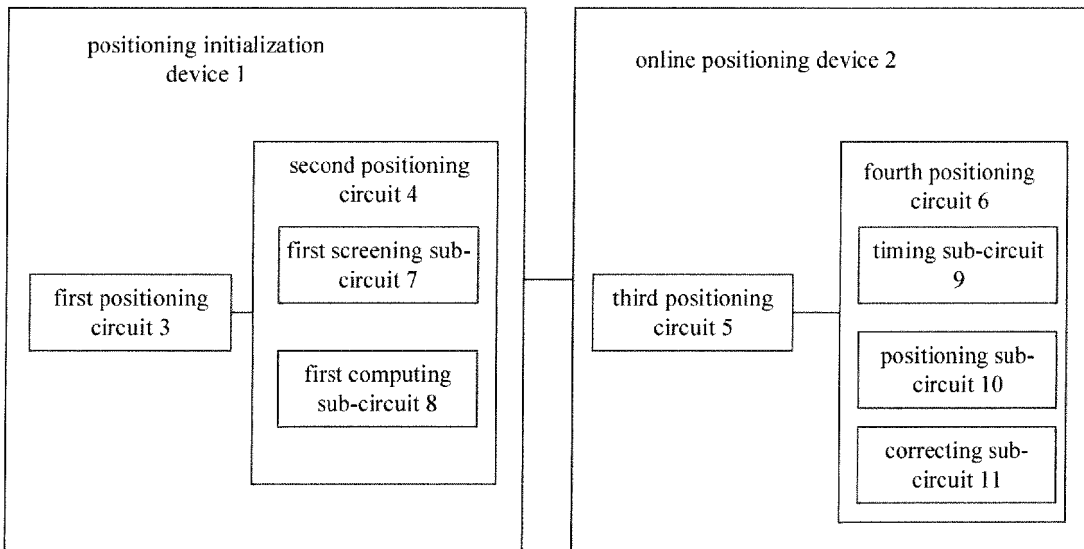 positioning initialization
device 1
second positioning
circuit 4
first screening sub-
circuit 7
first positioning
circuit 3
first computing
sub-circuit 8
online positioning device 2
fourth positioning
circuit 6
timing sub-circuit
9
third positioning
circuit 5
positioning sub-
circuit 10
correcting sub-
circuit 11